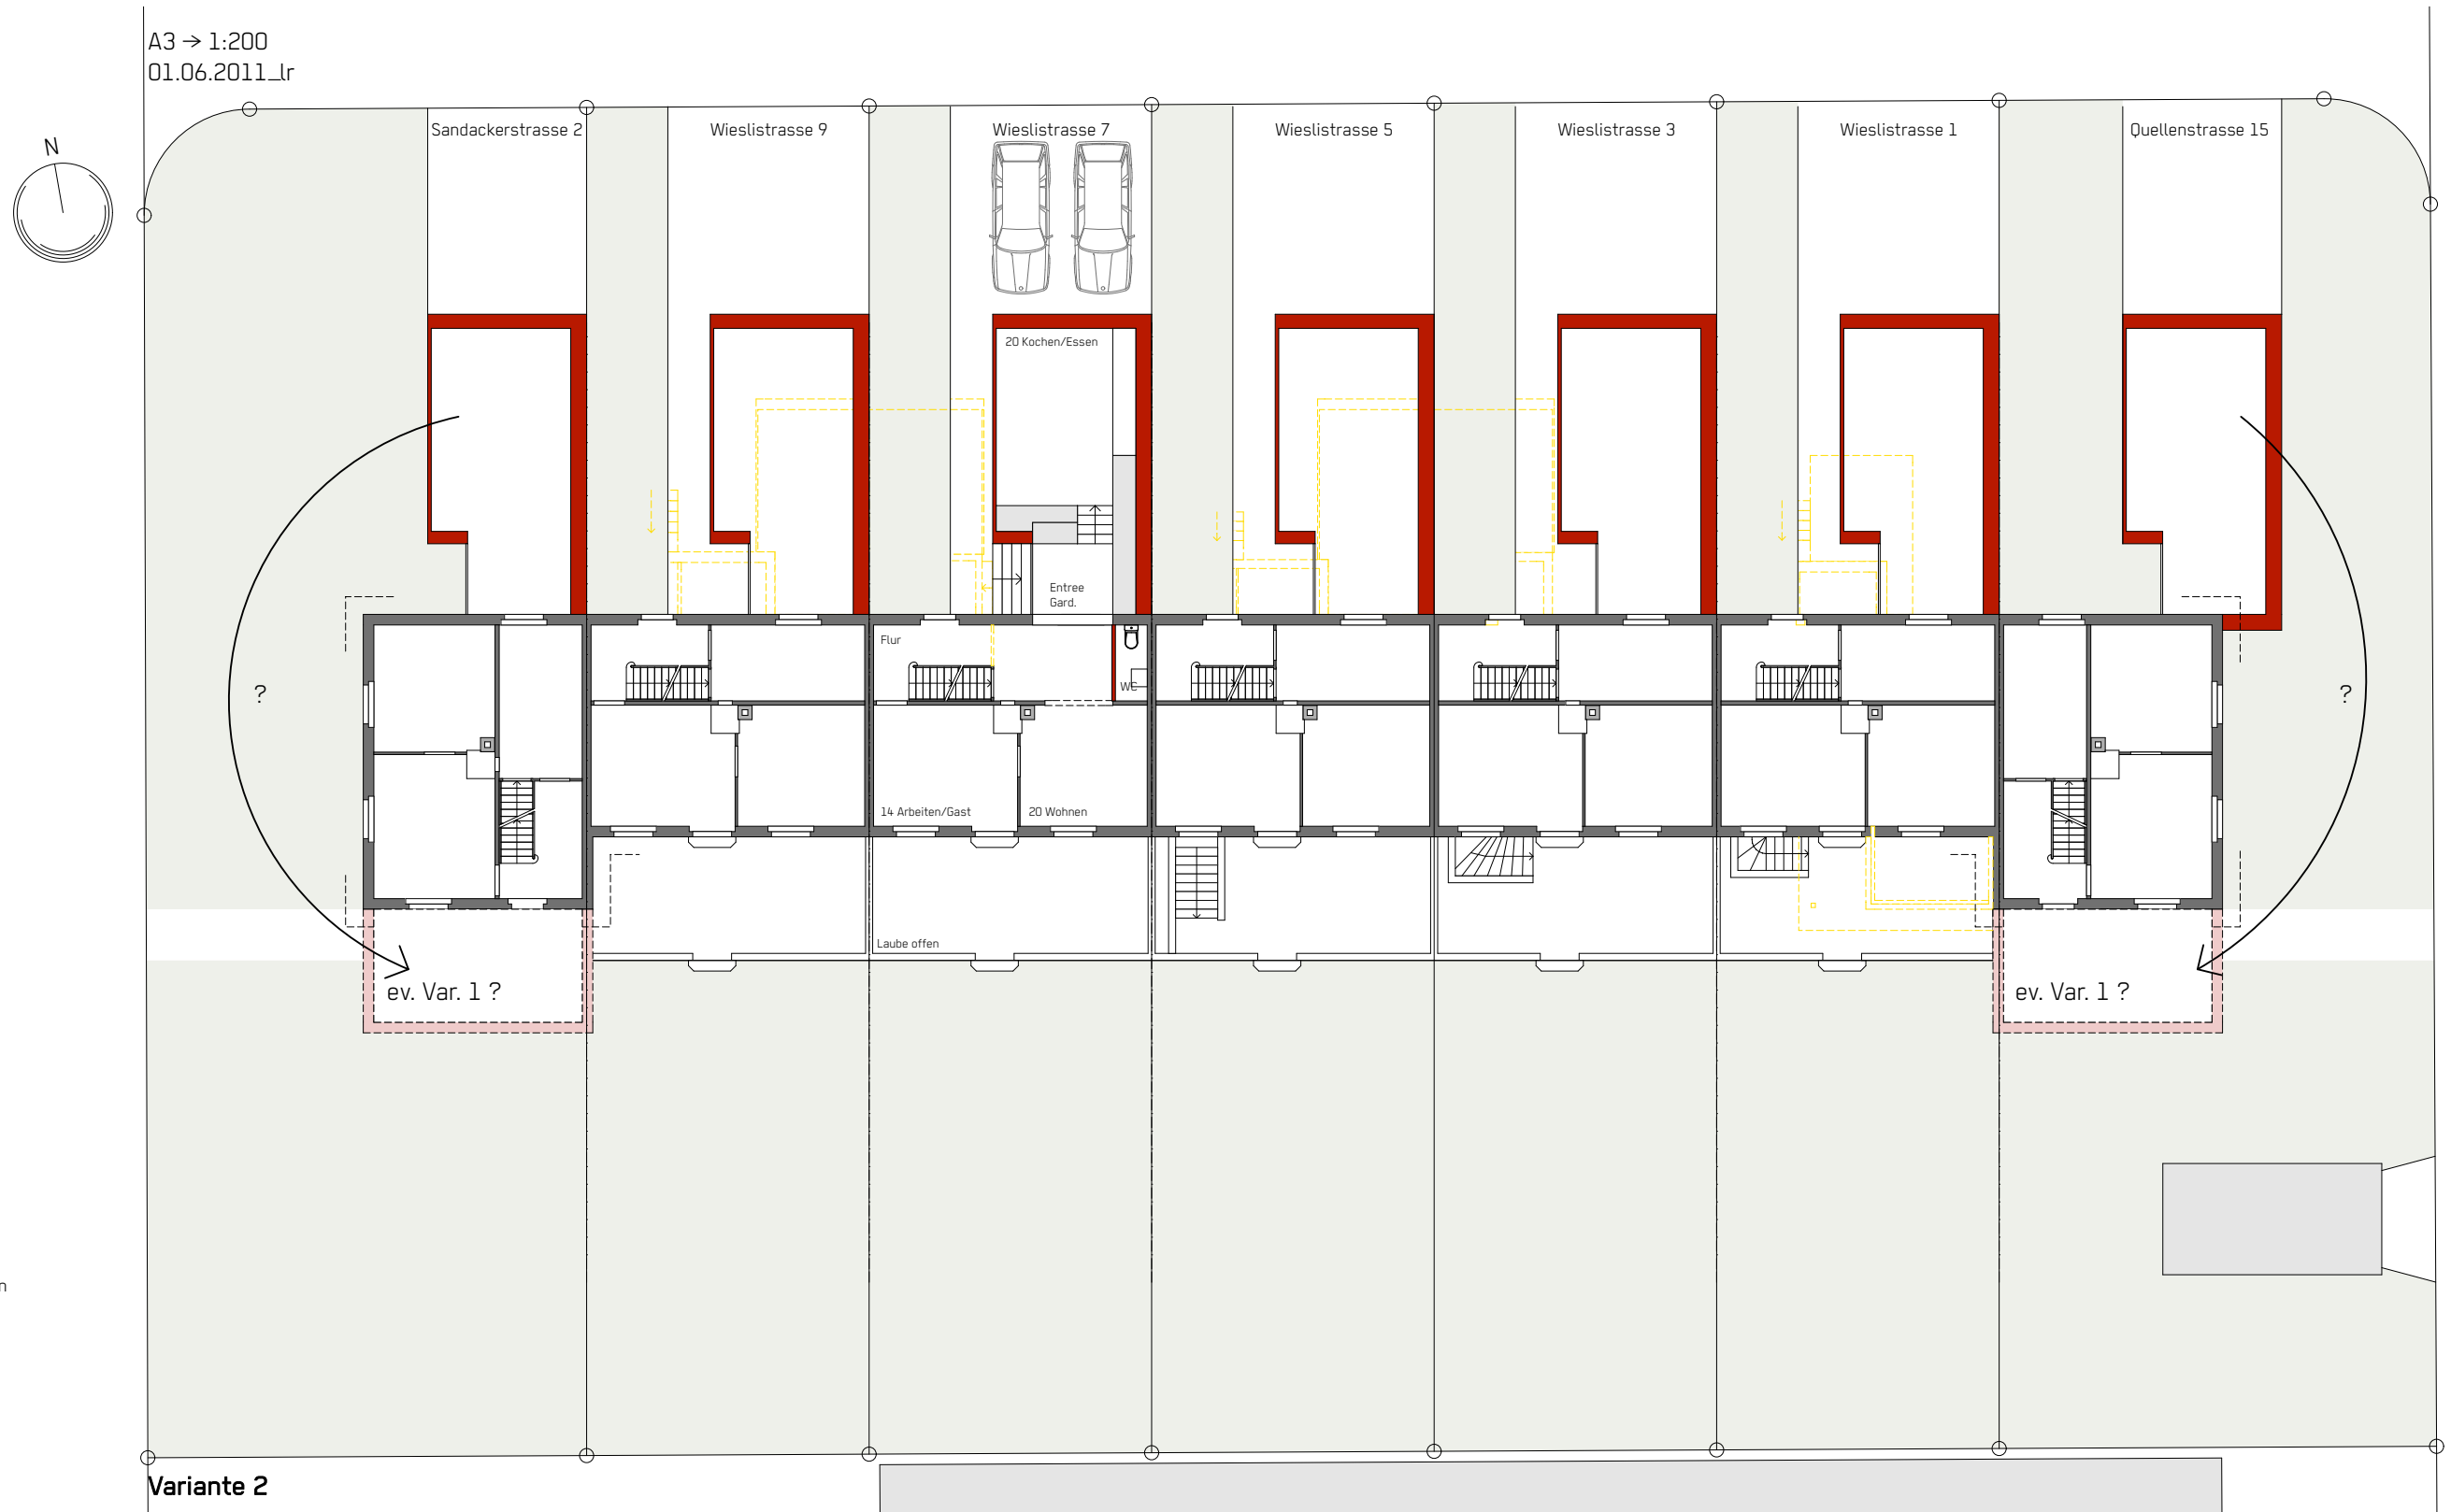 A3 → 1:200
01.06.2011_lr
N
Sandackerstrasse 2
Wieslistrasse 9
Wieslistrasse 7
Wieslistrasse 5
Wieslistrasse 3
Wieslistrasse 1
Quellenstrasse 15
20 Kochen/Essen
Entree
Gard.
Flur
WC
?
?
14 Arbeiten/Gast
20 Wohnen
Laube offen
ev. Var. 1 ?
ev. Var. 1 ?
n
Variante 2